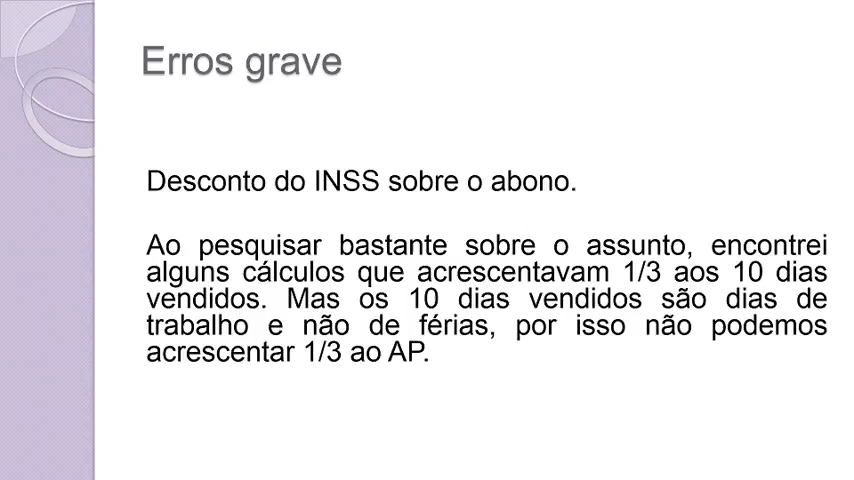 Erros grave
Desconto do INSS sobre o abono.
Ao pesquisar bastante sobre o assunto, encontrei
alguns cálculos que acrescentavam 1/3 aos 10 dias
vendidos. Mas os 10 dias vendidos são dias de
trabalho e não de férias, por isso não podemos
acrescentar 1/3 ao AP.